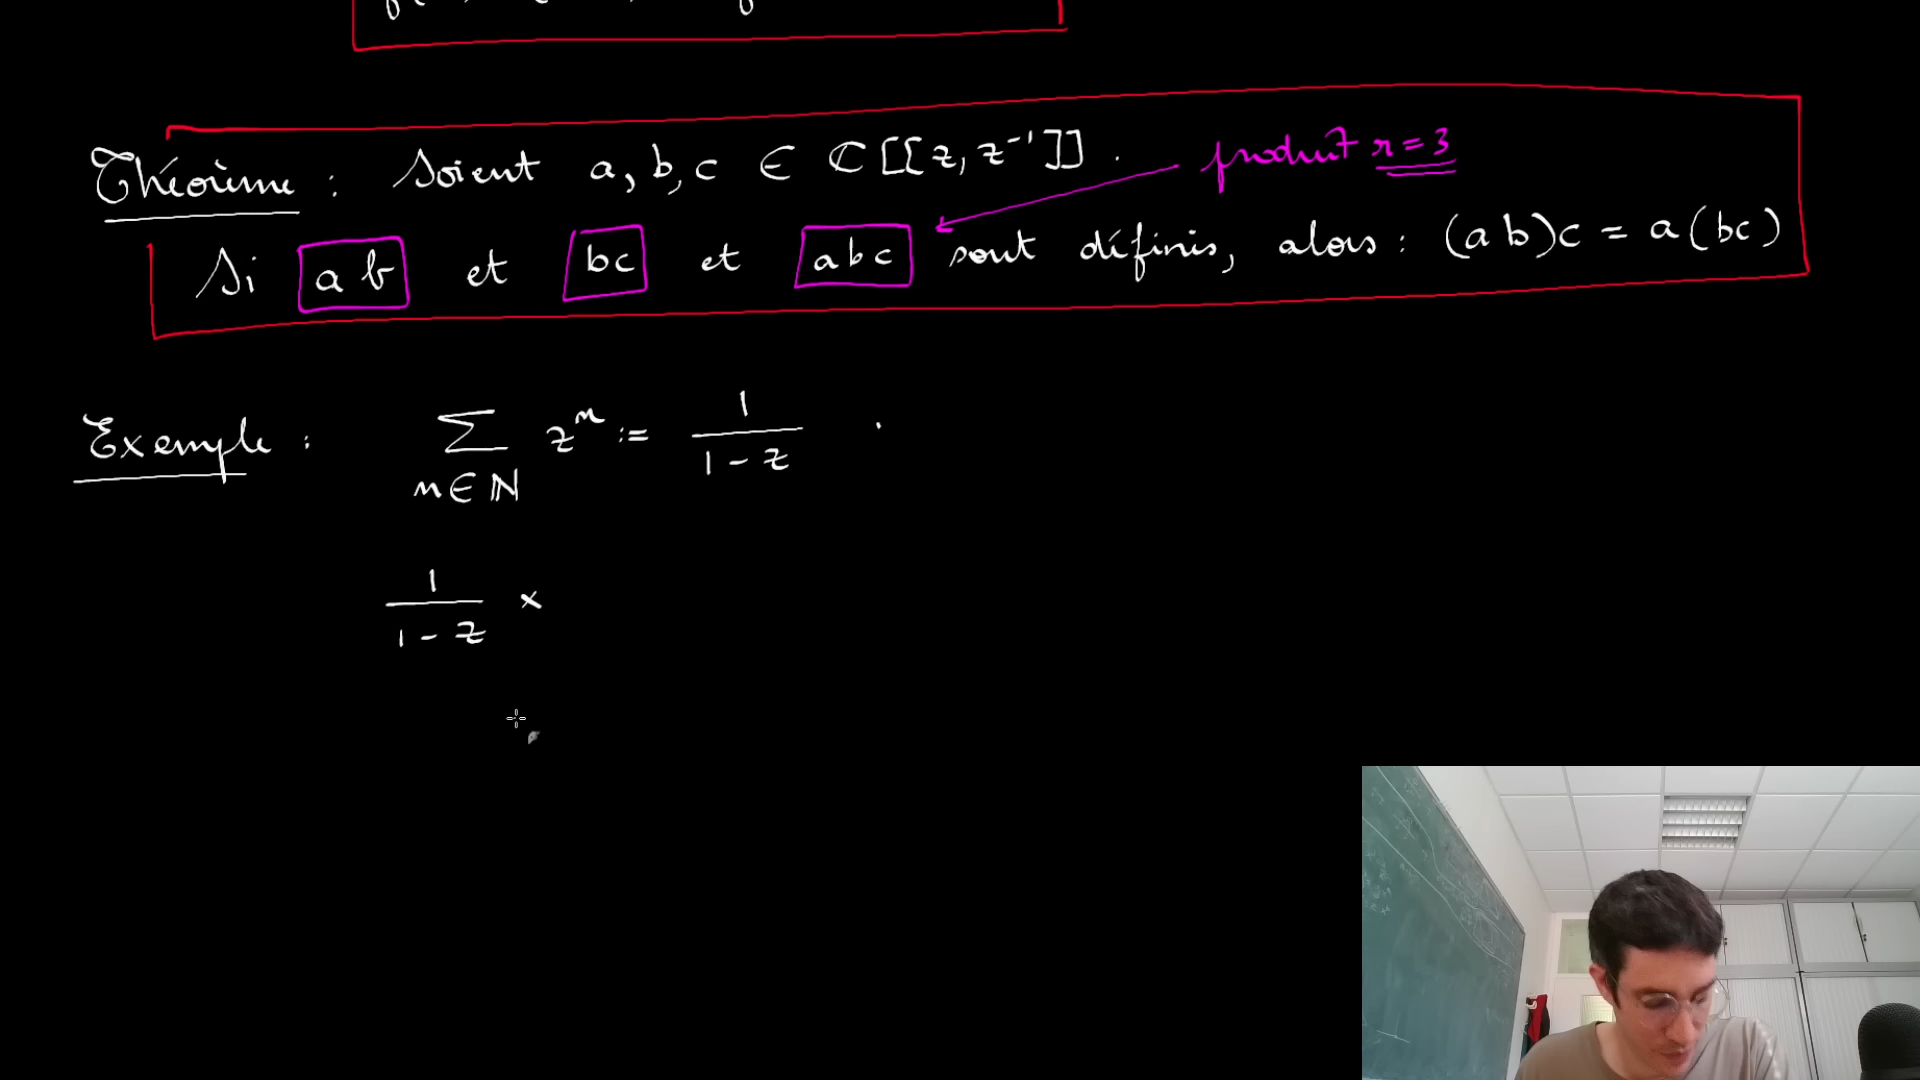 Théorème : Soient a, b, c ∈ ℂ[[z, z⁻¹]] . produit r = 3
Si ab et bc et abc sont définis, alors : (ab)c = a(bc)
Exemple : ∑_{n∈ℕ} zⁿ := 1/(1 - z) .
1/(1 - z) ×